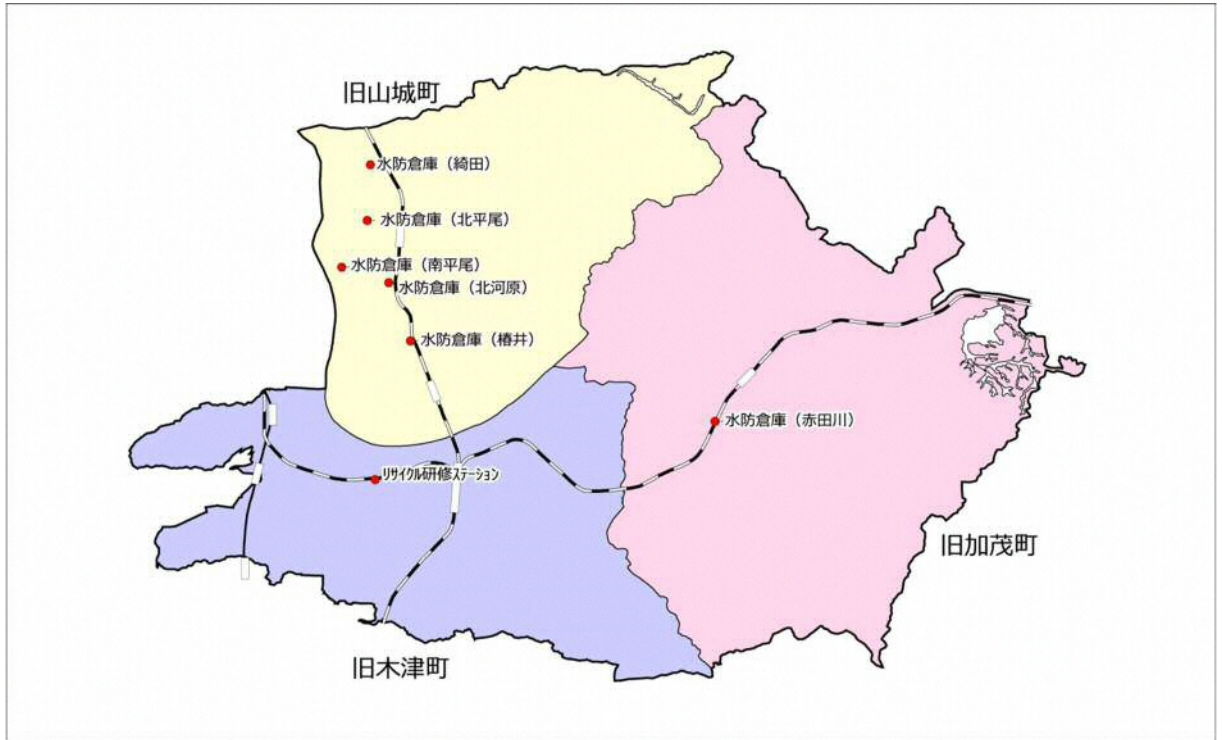 旧山城町
水防倉庫（綺田）
水防倉庫（北平尾）
水防倉庫（南平尾）
水防倉庫（北河原）
水防倉庫（椿井）
水防倉庫（赤田川）
ﾘｻｲｸﾙ研修ｽﾃｰｼｮﾝ
旧加茂町
旧木津町